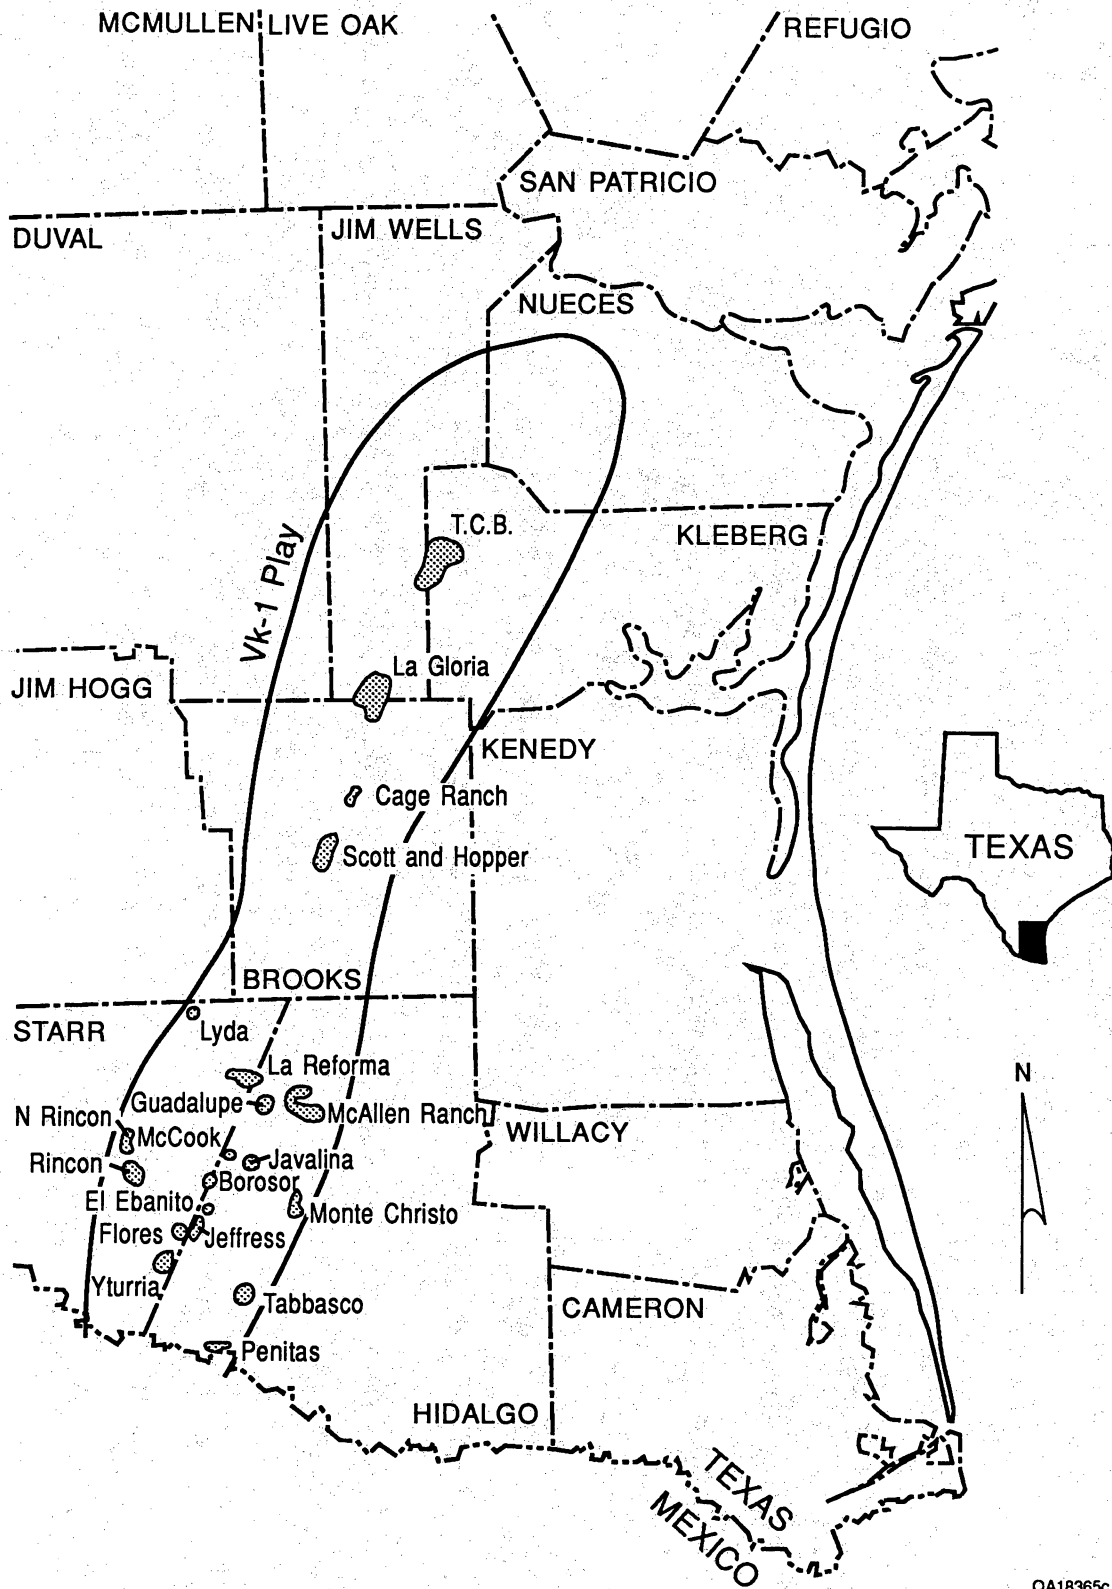 MCMULLEN LIVE OAK
REFUGIO
SAN PATRICIO
DUVAL
JIM WELLS
NUECES
T.C.B.
KLEBERG
Vk-1 Play
La Gloria
JIM HOGG
KENEDY
Cage Ranch
TEXAS
Scott and Hopper
BROOKS
STARR
Lyda
La Reforma
N
Guadalupe
McAllen Ranch
N Rincon
McCook
WILLACY
Rincon
Javalina
Borosor
El Ebanito
Monte Christo
Flores
Jeffress
Yturria
Tabbasco
CAMERON
Penitas
HIDALGO
TEXAS
MEXICO
QA18365c